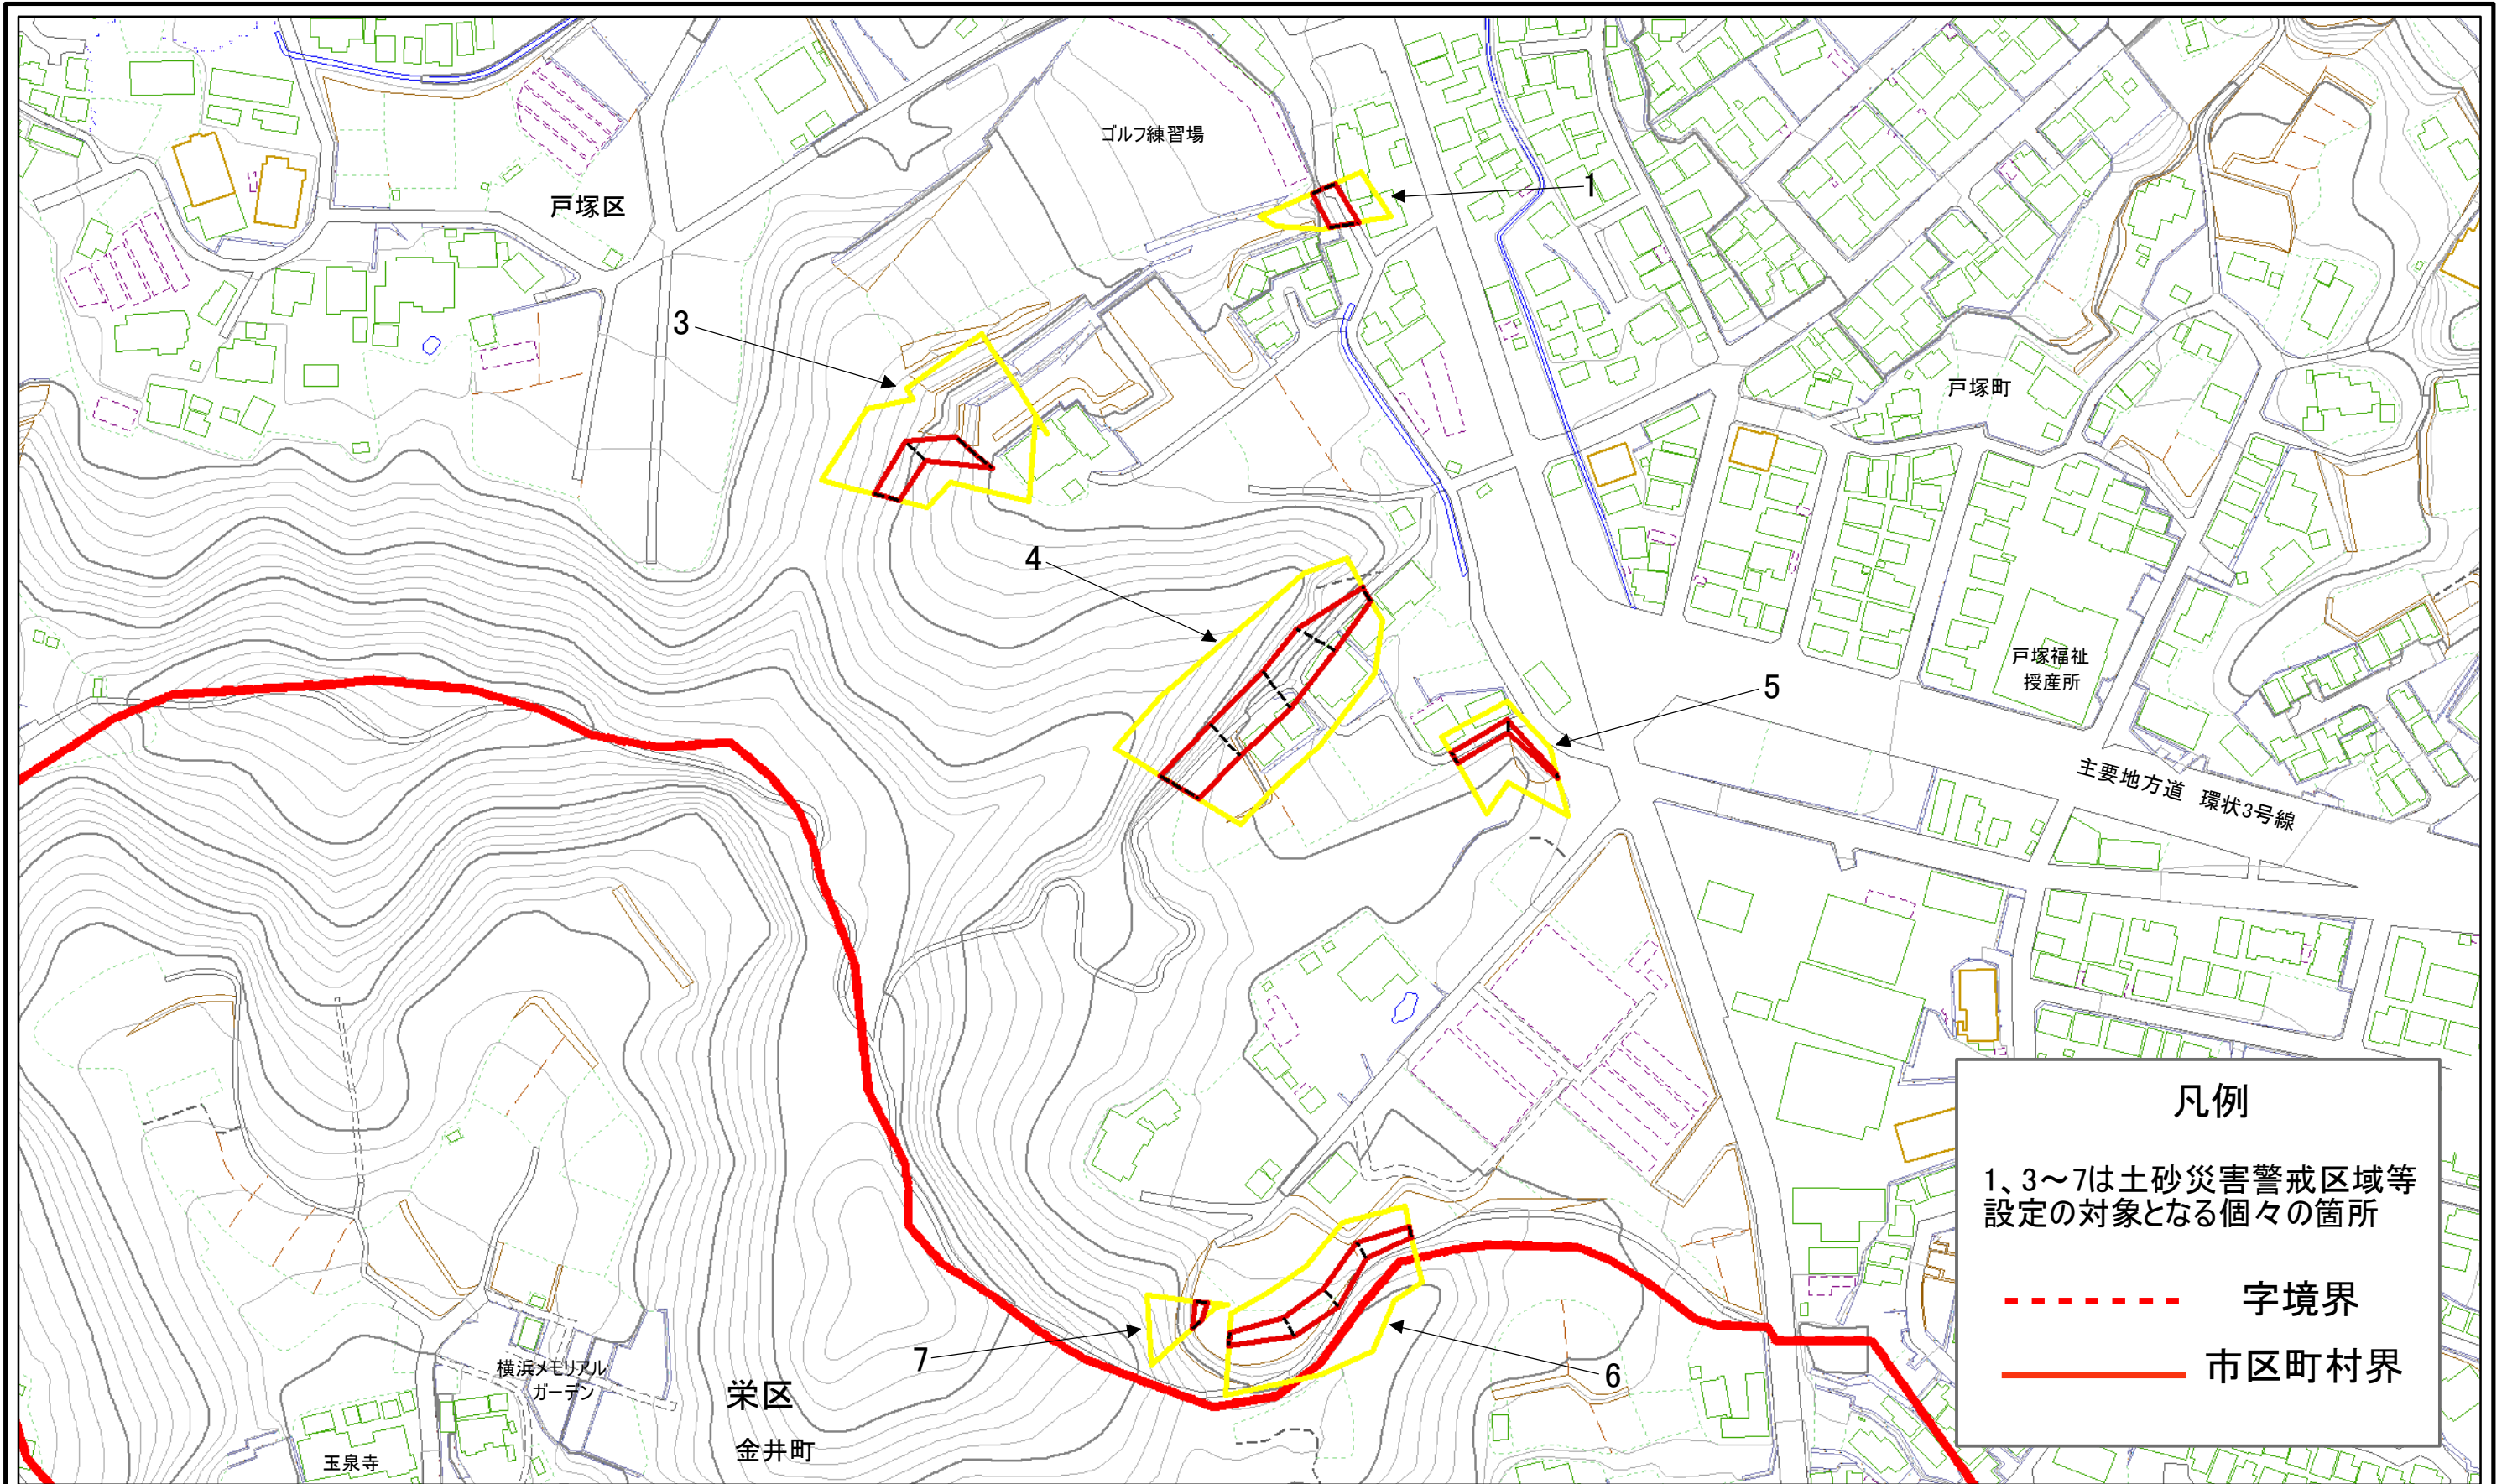 ゴルフ練習場
1
戸塚区
3
戸塚町
4
戸塚福祉
授産所
5
主要地方道 環状3号線
凡例
1、3～7は土砂災害警戒区域等
設定の対象となる個々の箇所
字境界
市区町村界
7
6
横浜メモリアル
ガーデン
栄区
金井町
玉泉寺